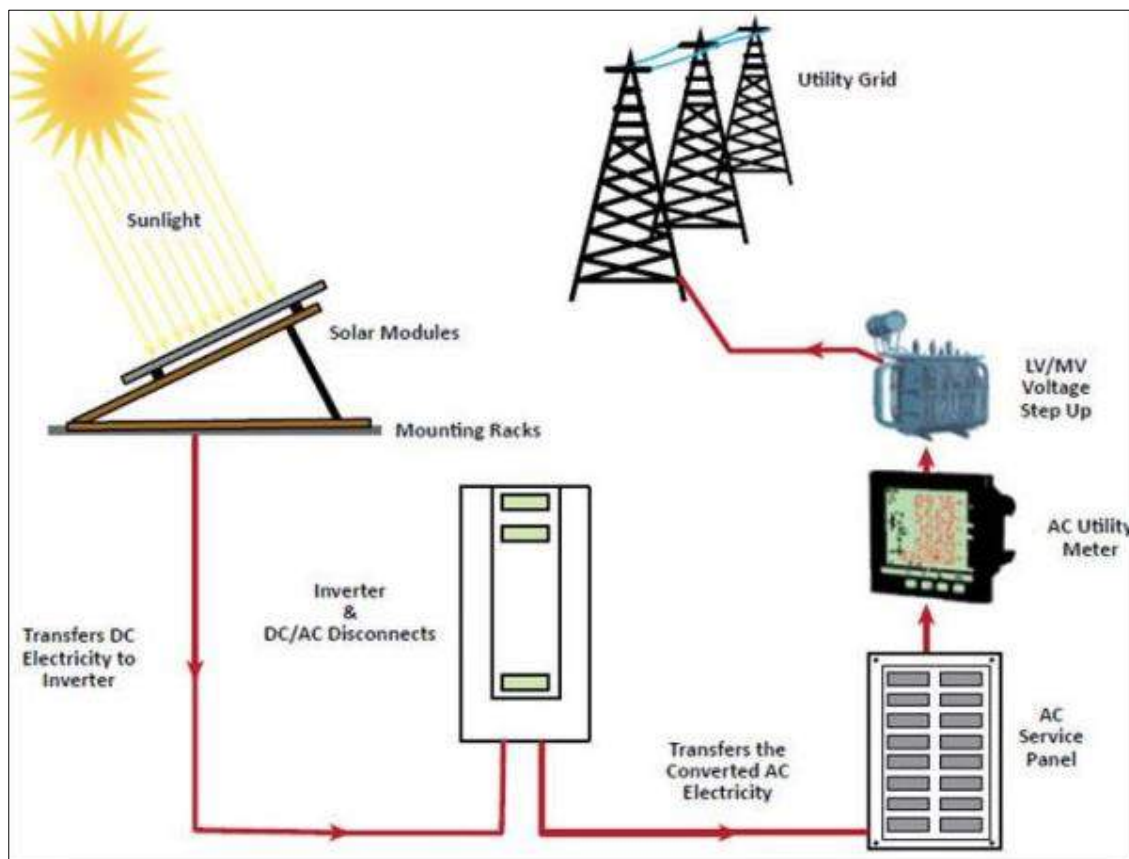 Utility Grid
Sunlight
Solar Modules
LV/MV
Voltage
Step Up
Mounting Racks
AC Utility
Meter
Inverter
&
DC/AC Disconnects
Transfers DC
Electricity to
Inverter
AC
Service
Panel
Transfers the
Converted AC
Electricity